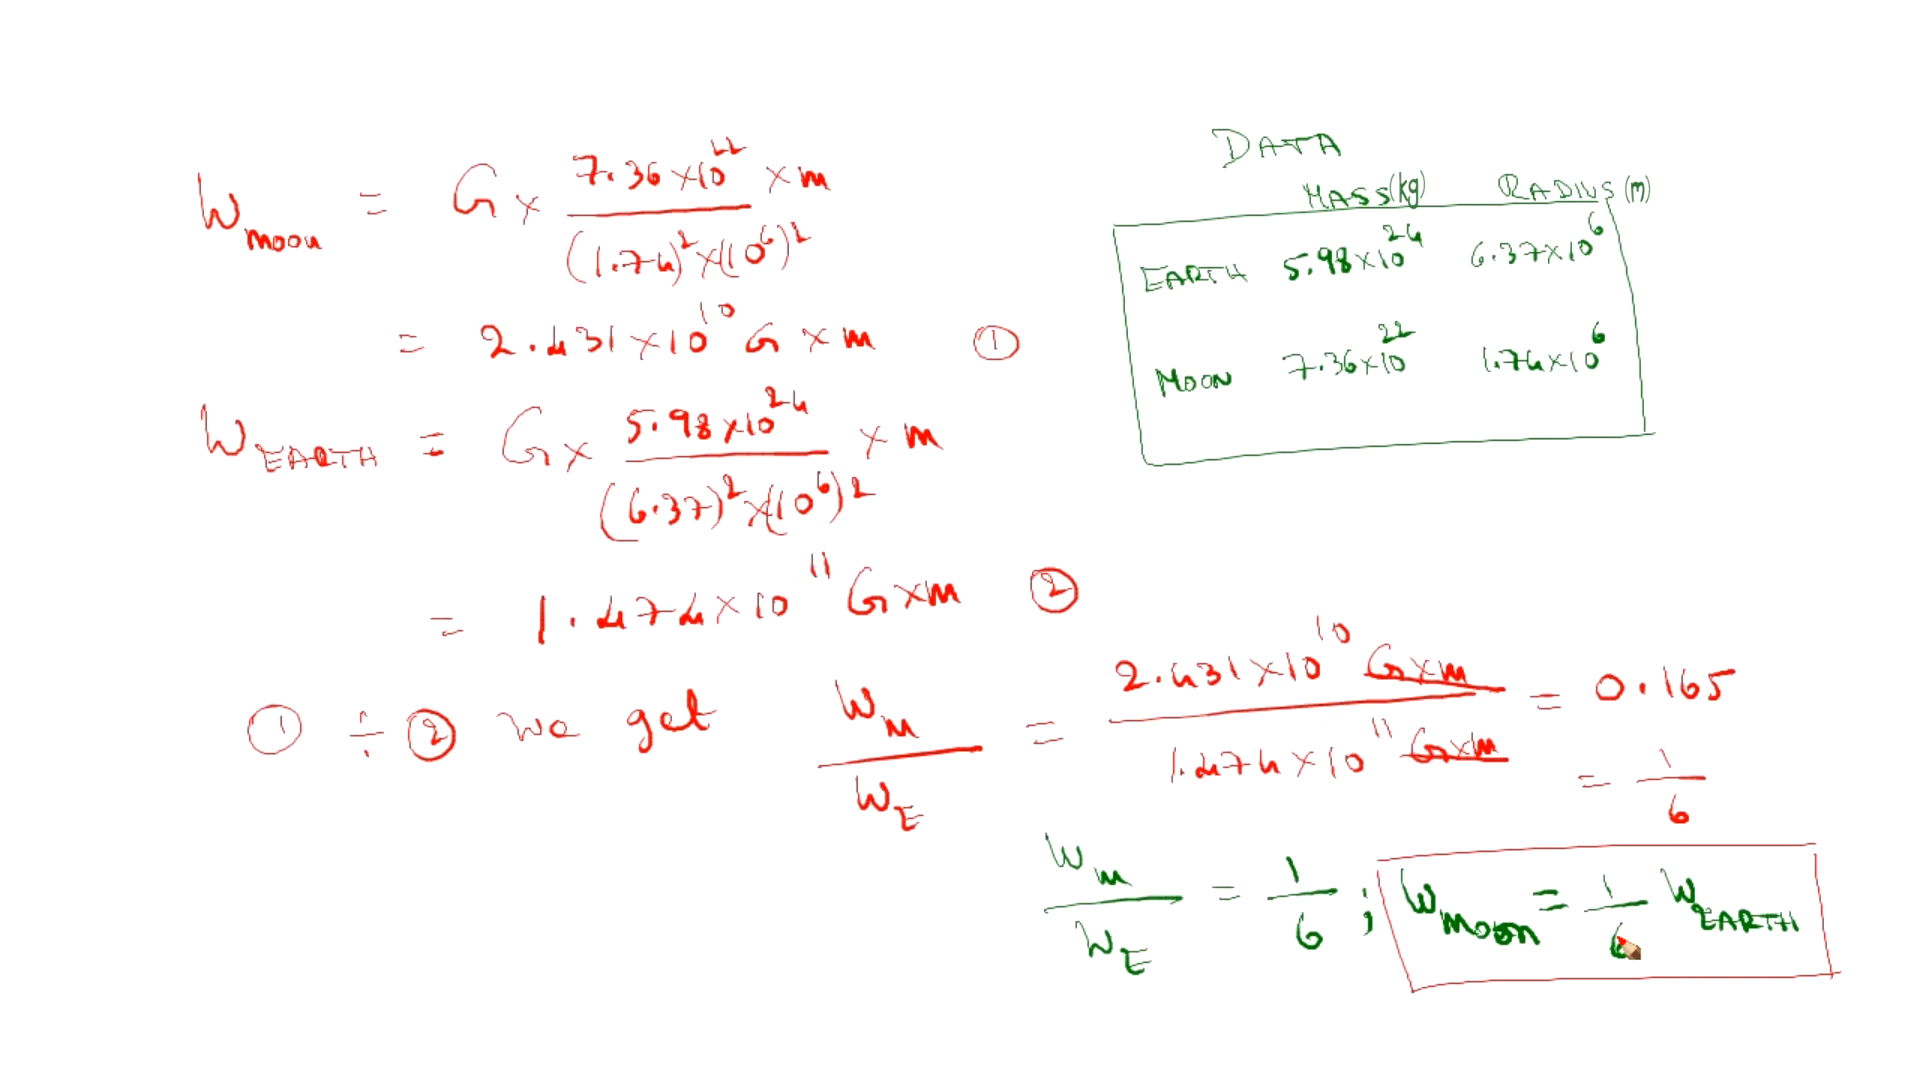 DATA
MASS(kg) RADIUS (m)
EARTH 5.98×10^24 6.37×10^6
MOON 7.36×10^22 1.74×10^6
W_moon = G × (7.36×10^22 × m) / ((1.74)^2 × (10^6)^2)
= 2.431×10^10 G × m ①
W_EARTH = G × (5.98×10^24) / ((6.37)^2 × (10^6)^2) × m
= 1.474×10^11 G×m ②
① ÷ ② we get W_M / W_E = (2.431×10^10 G×m) / (1.474×10^11 G×m) = 0.165
= 1/6
W_M / W_E = 1/6 ; W_MOON = 1/6 W_EARTH